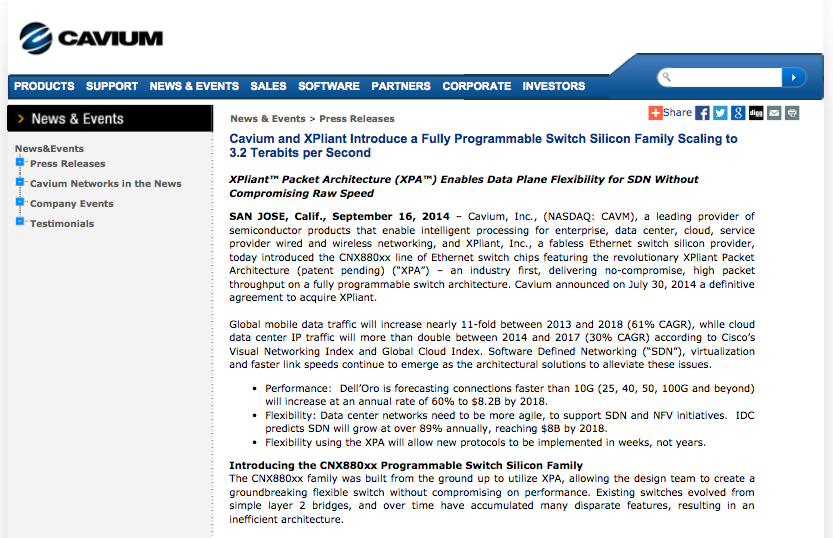 CAVIUM
PRODUCTS SUPPORT NEWS & EVENTS SALES SOFTWARE PARTNERS CORPORATE INVESTORS
> News & Events
News&Events
Press Releases
Cavium Networks in the News
Company Events
Testimonials
News & Events > Press Releases
Share
digg
Cavium and XPliant Introduce a Fully Programmable Switch Silicon Family Scaling to
3.2 Terabits per Second
XPliant™ Packet Architecture (XPA™) Enables Data Plane Flexibility for SDN Without
Compromising Raw Speed
SAN JOSE, Calif., September 16, 2014 – Cavium, Inc., (NASDAQ: CAVM), a leading provider of
semiconductor products that enable intelligent processing for enterprise, data center, cloud, service
provider wired and wireless networking, and XPliant, Inc., a fabless Ethernet switch silicon provider,
today introduced the CNX880xx line of Ethernet switch chips featuring the revolutionary XPliant Packet
Architecture (patent pending) (“XPA”) – an industry first, delivering no-compromise, high packet
throughput on a fully programmable switch architecture. Cavium announced on July 30, 2014 a definitive
agreement to acquire XPliant.
Global mobile data traffic will increase nearly 11-fold between 2013 and 2018 (61% CAGR), while cloud
data center IP traffic will more than double between 2014 and 2017 (30% CAGR) according to Cisco’s
Visual Networking Index and Global Cloud Index. Software Defined Networking (“SDN”), virtualization
and faster link speeds continue to emerge as the architectural solutions to alleviate these issues.
• Performance: Dell’Oro is forecasting connections faster than 10G (25, 40, 50, 100G and beyond)
will increase at an annual rate of 60% to $8.2B by 2018.
• Flexibility: Data center networks need to be more agile, to support SDN and NFV initiatives. IDC
predicts SDN will grow at over 89% annually, reaching $8B by 2018.
• Flexibility using the XPA will allow new protocols to be implemented in weeks, not years.
Introducing the CNX880xx Programmable Switch Silicon Family
The CNX880xx family was built from the ground up to utilize XPA, allowing the design team to create a
groundbreaking flexible switch without compromising on performance. Existing switches evolved from
simple layer 2 bridges, and over time have accumulated many disparate features, resulting in an
inefficient architecture.